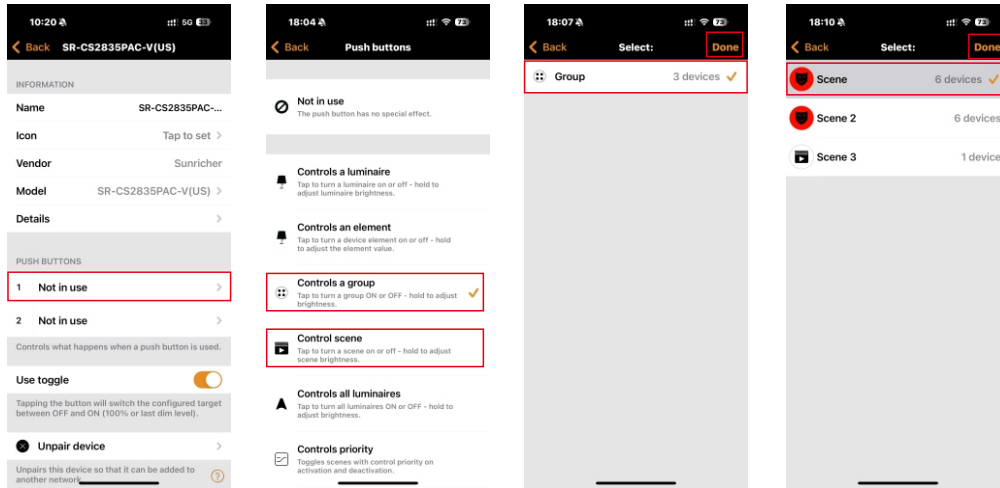 10:20
5G 63
Back SR-CS2835PAC-V(US)
INFORMATION
Name SR-CS2835PAC-...
Icon Tap to set
Vendor Sunricher
Model SR-CS2835PAC-V(US)
Details
PUSH BUTTONS
1 Not in use
2 Not in use
Controls what happens when a push button is used.
Use toggle
Tapping the button will switch the configured target
between OFF and ON (100% or last dim level).
Unpair device
Unpairs this device so that it can be added to
another network.
18:04
73
Back Push buttons
Not in use
The push button has no special effect.
Controls a luminaire
Tap to turn a luminaire on or off - hold to
adjust luminaire brightness.
Controls an element
Tap to turn a device element on or off - hold
to adjust the element value.
Controls a group
Tap to turn a group ON or OFF - hold to adjust
brightness.
Control scene
Tap to turn a scene on or off - hold to adjust
scene brightness.
Controls all luminaires
Tap to turn all luminaires ON or OFF - hold to
adjust brightness.
Controls priority
Toggles scenes with control priority on
activation and deactivation.
18:07
73
Back Select: Done
Group 3 devices
18:10
73
Back Select: Done
Scene 6 devices
Scene 2 6 devices
Scene 3 1 device